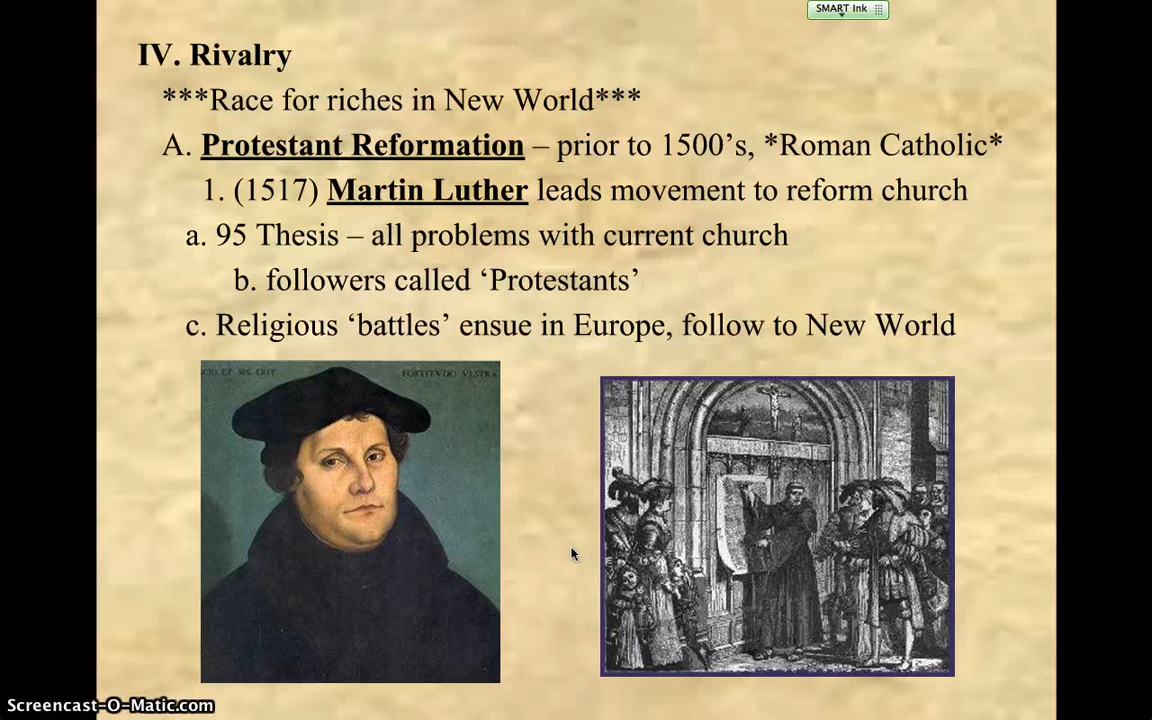 SMART Ink
IV. Rivalry
***Race for riches in New World***
A. Protestant Reformation – prior to 1500’s, *Roman Catholic*
1. (1517) Martin Luther leads movement to reform church
a. 95 Thesis – all problems with current church
b. followers called ‘Protestants’
c. Religious ‘battles’ ensue in Europe, follow to New World
FORTITVDO VESTRA
Screencast-O-Matic.com